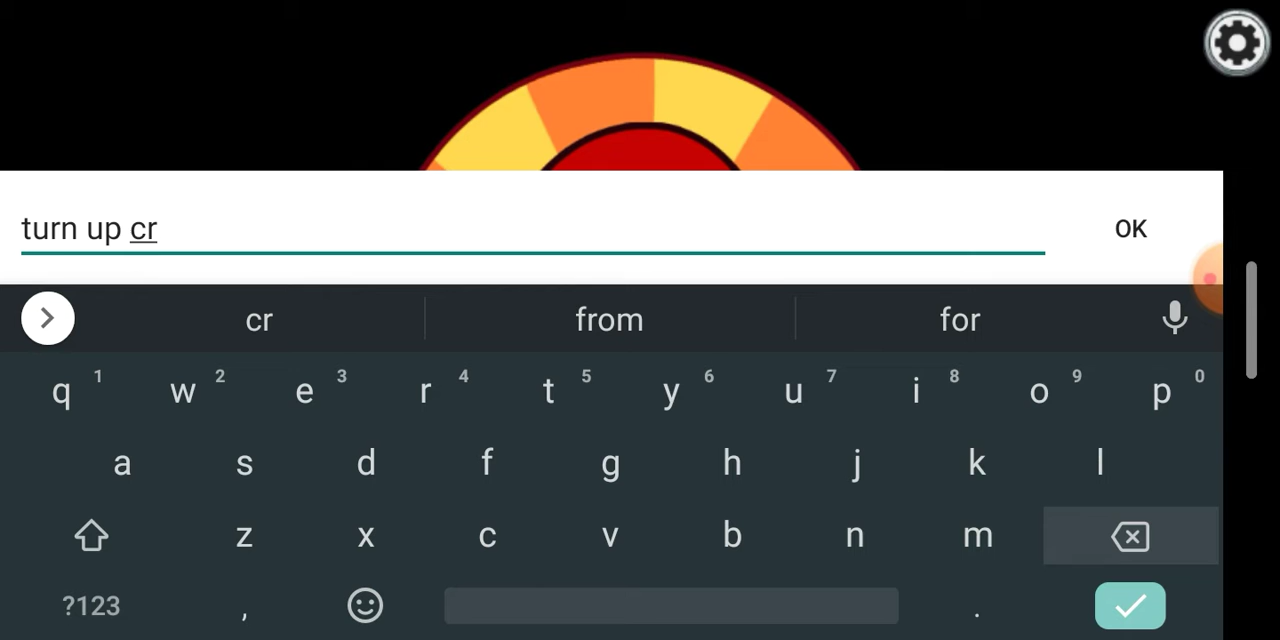 turn up cr
OK
cr from for
q 1 w 2 e 3 r 4 t 5 y 6 u 7 i 8 o 9 p 0
a s d f g h j k l
z x c v b n m
?123 , .